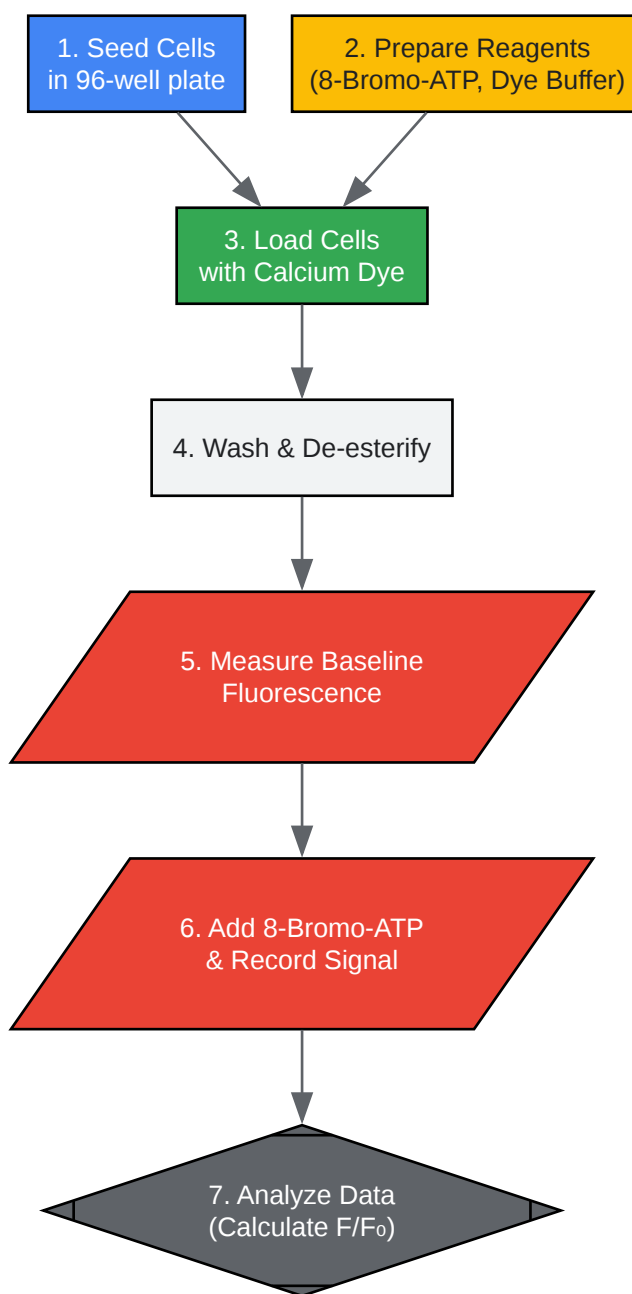 1. Seed Cells
in 96-well plate
2. Prepare Reagents
(8-Bromo-ATP, Dye Buffer)
3. Load Cells
with Calcium Dye
4. Wash & De-esterify
5. Measure Baseline
Fluorescence
6. Add 8-Bromo-ATP
& Record Signal
7. Analyze Data
(Calculate F/F₀)